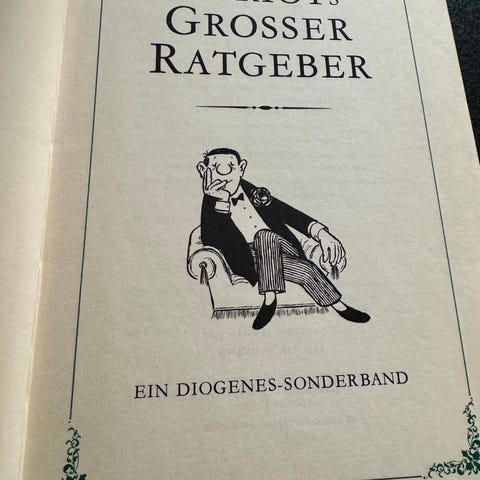 GROSSER
RATGEBER
EIN DIOGENES-SONDERBAND